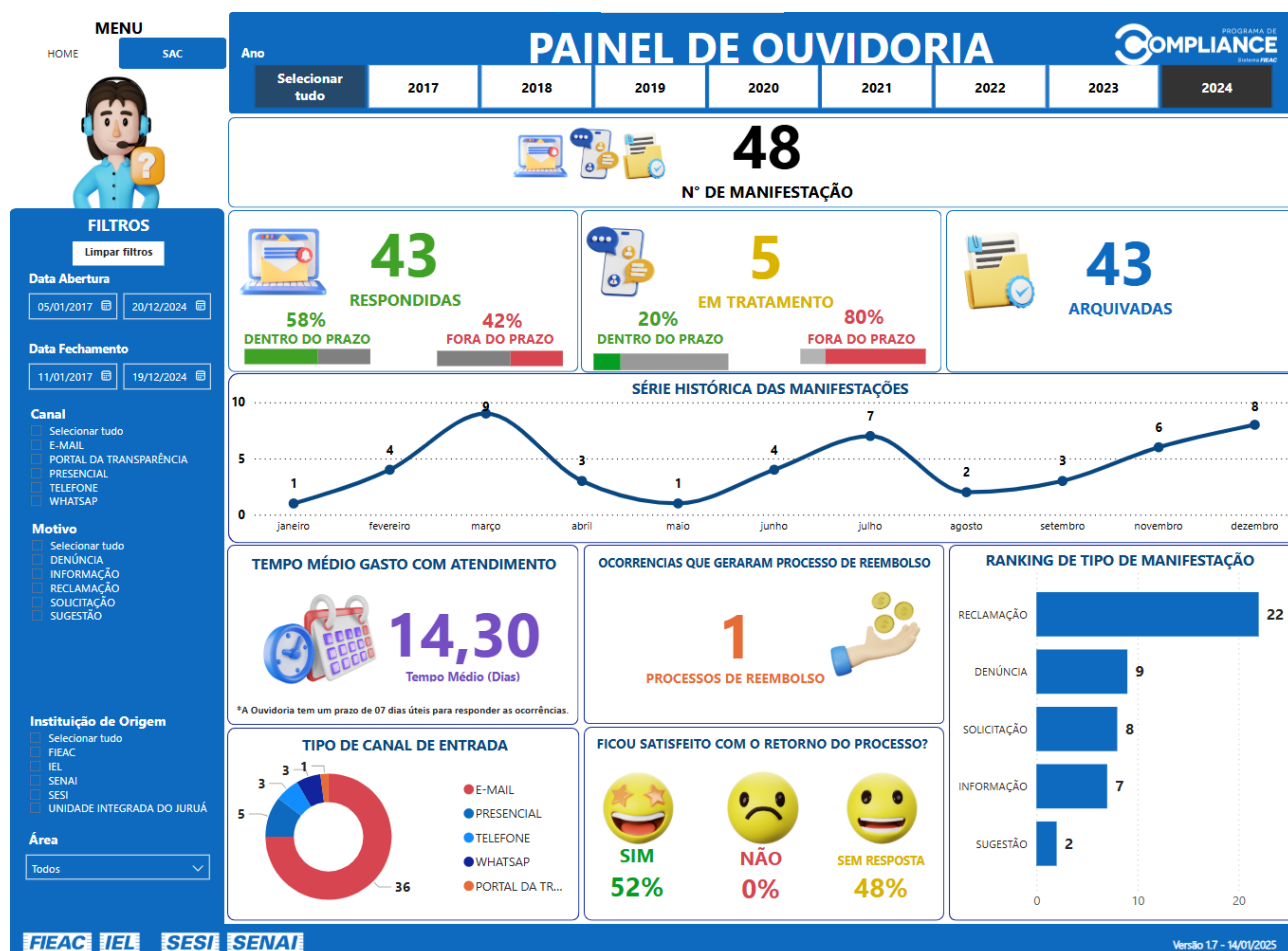 MENU
HOME
SAC
Ano
PAINEL DE OUVIDORIA
PROGRAMA DE
COMPLIANCE
Sistema FIEAC
Selecionar
tudo
2017
2018
2019
2020
2021
2022
2023
2024
48
N° DE MANIFESTAÇÃO
FILTROS
Limpar filtros
Data Abertura
05/01/2017
20/12/2024
Data Fechamento
11/01/2017
19/12/2024
Canal
Selecionar tudo
E-MAIL
PORTAL DA TRANSPARÊNCIA
PRESENCIAL
TELEFONE
WHATSAP
Motivo
Selecionar tudo
DENÚNCIA
INFORMAÇÃO
RECLAMAÇÃO
SOLICITAÇÃO
SUGESTÃO
Instituição de Origem
Selecionar tudo
FIEAC
IEL
SENAI
SESI
UNIDADE INTEGRADA DO JURUÁ
Área
Todos
43
RESPONDIDAS
58%
DENTRO DO PRAZO
42%
FORA DO PRAZO
5
EM TRATAMENTO
20%
DENTRO DO PRAZO
80%
FORA DO PRAZO
43
ARQUIVADAS
SÉRIE HISTÓRICA DAS MANIFESTAÇÕES
10
5
0
1
4
9
3
1
4
7
2
3
6
8
janeiro
fevereiro
março
abril
maio
junho
julho
agosto
setembro
novembro
dezembro
TEMPO MÉDIO GASTO COM ATENDIMENTO
14,30
Tempo Médio (Dias)
*A Ouvidoria tem um prazo de 07 dias úteis para responder as ocorrências.
OCORRENCIAS QUE GERARAM PROCESSO DE REEMBOLSO
1
PROCESSOS DE REEMBOLSO
RANKING DE TIPO DE MANIFESTAÇÃO
RECLAMAÇÃO
22
DENÚNCIA
9
SOLICITAÇÃO
8
INFORMAÇÃO
7
SUGESTÃO
2
0
10
20
TIPO DE CANAL DE ENTRADA
3
1
3
5
36
E-MAIL
PRESENCIAL
TELEFONE
WHATSAP
PORTAL DA TR...
FICOU SATISFEITO COM O RETORNO DO PROCESSO?
SIM
52%
NÃO
0%
SEM RESPOSTA
48%
FIEAC IEL SESI SENAI
Versão 1.7 - 14/01/2025